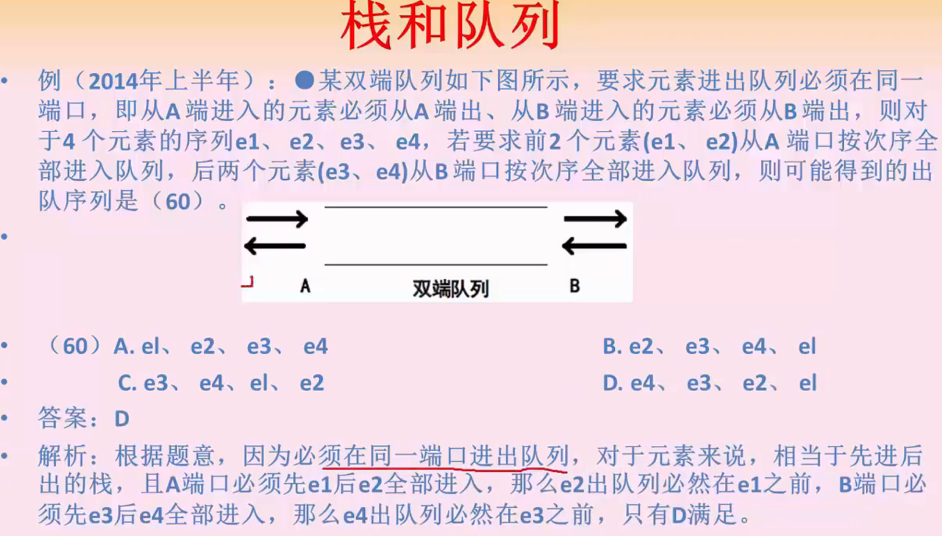 栈和队列
• 例（2014年上半年）：●某双端队列如下图所示，要求元素进出队列必须在同一
端口，即从A 端进入的元素必须从A 端出、从B 端进入的元素必须从B 端出，则对
于4 个元素的序列e1、 e2、 e3、 e4，若要求前2 个元素(e1、 e2)从A 端口按次序全
部进入队列，后两个元素(e3、e4)从B 端口按次序全部进入队列，则可能得到的出
队序列是（60）。
A 双端队列 B
• （60）A. el、 e2、 e3、 e4 B. e2、 e3、 e4、 el
• C. e3、 e4、el、 e2 D. e4、 e3、 e2、 el
• 答案：D
• 解析：根据题意，因为必须在同一端口进出队列，对于元素来说，相当于先进后
出的栈，且A端口必须先e1后e2全部进入，那么e2出队列必然在e1之前，B端口必
须先e3后e4全部进入，那么e4出队列必然在e3之前，只有D满足。